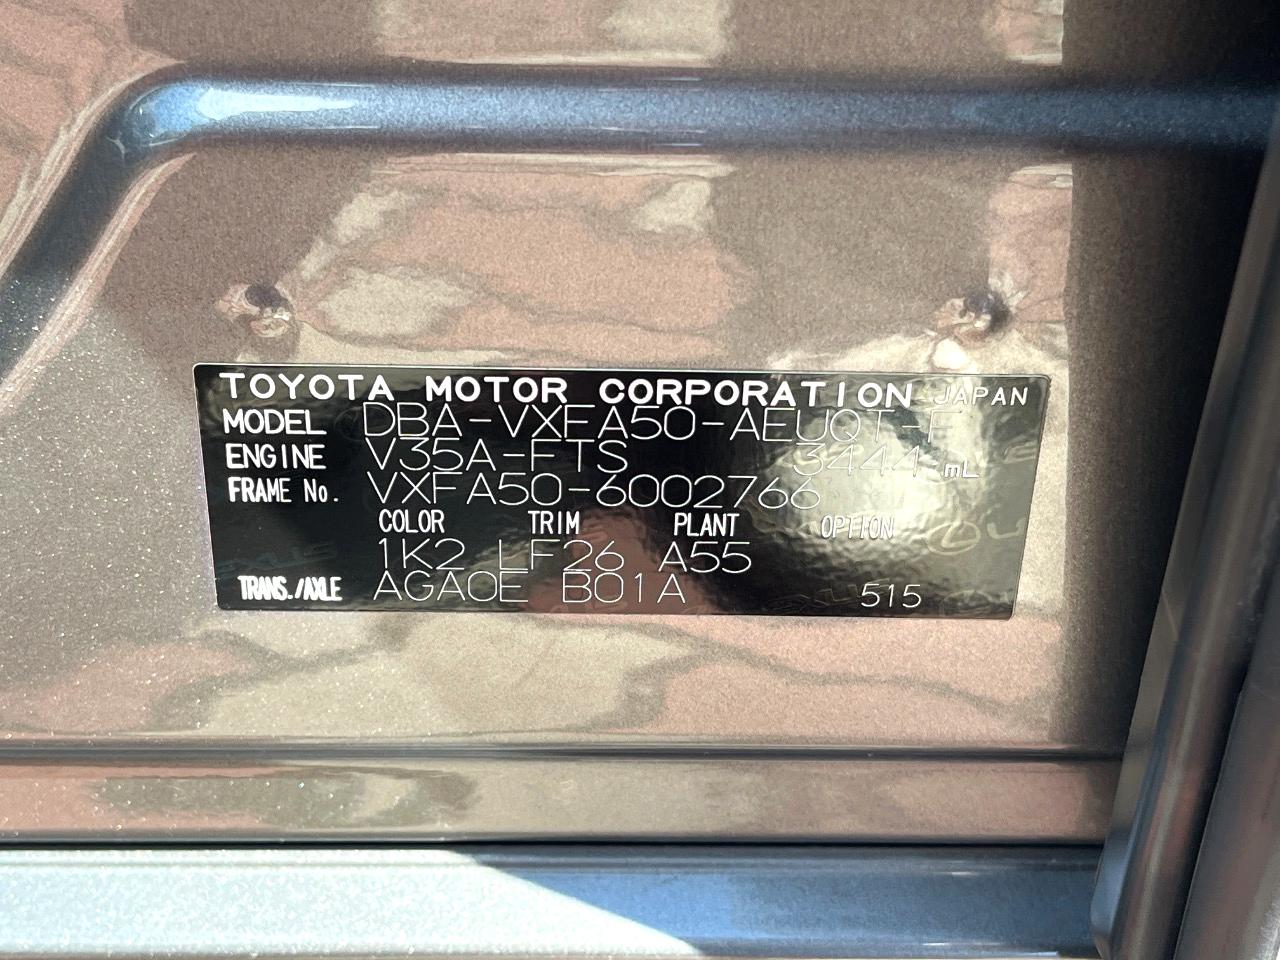 TOYOTA MOTOR CORPORATION JAPAN
MODEL DBA-VXFA50-AEUQT-F
ENGINE V35A-FTS 3444 mL
FRAME No. VXFA50-6002766
COLOR TRIM PLANT OPTION
1K2 LF26 A55
TRANS./AXLE AGA0E B01A 515